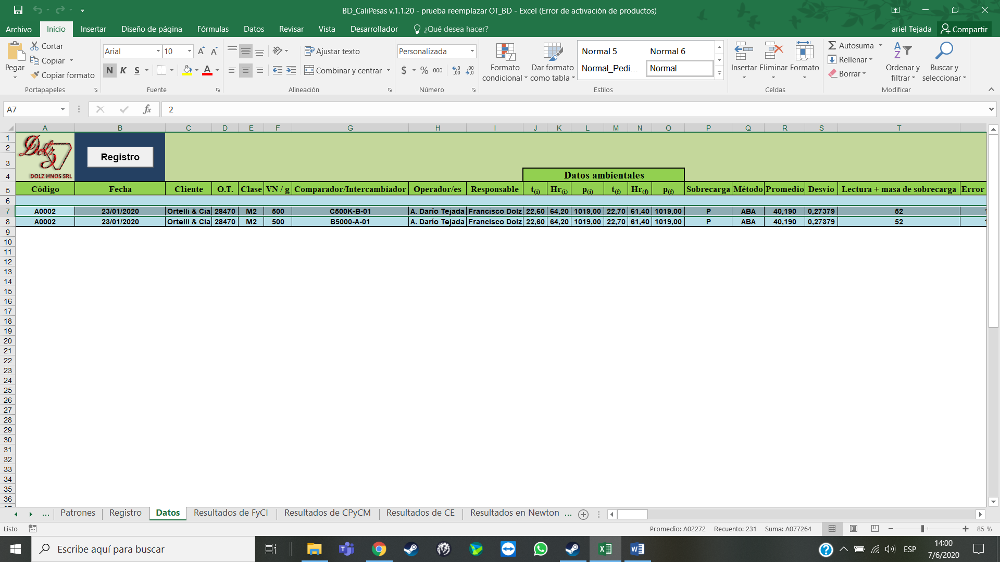 BD_CaliPesas v.1.1.20 - prueba reemplazar OT_BD - Excel (Error de activación de productos)
Archivo Inicio Insertar Diseño de página Fórmulas Datos Revisar Vista Desarrollador ¿Qué desea hacer? ariel Tejada Compartir
Pegar
Cortar
Copiar
Copiar formato
Portapapeles
Arial 10
N K S
Fuente
Ajustar texto
Combinar y centrar
Alineación
Personalizada
$ % 000
Número
Formato condicional
Dar formato como tabla
Normal 5 Normal 6
Normal_Pedi... Normal
Estilos
Insertar Eliminar Formato
Celdas
Autosuma
Rellenar
Borrar
Ordenar y filtrar
Buscar y seleccionar
Modificar
A7 fx 2
A B C D E F G H I J K L M N O P Q R S T
1
2
3
4
Dolz
DOLZ HNOS SRL
Registro
Datos ambientales
5 Código Fecha Cliente O.T. Clase VN / g Comparador/Intercambiador Operador/es Responsable t(i) Hr(i) p(i) t(f) Hr(f) p(f) Sobrecarga Método Promedio Desvio Lectura + masa de sobrecarga Error
6
7 A0002 23/01/2020 Ortelli & Cia 28470 M2 500 C500K-B-01 A. Darío Tejada Francisco Dolz 22,60 64,20 1019,00 22,70 61,40 1019,00 P ABA 40,190 0,27379 52
8 A0002 23/01/2020 Ortelli & Cia 28470 M2 500 B5000-A-01 A. Darío Tejada Francisco Dolz 22,60 64,20 1019,00 22,70 61,40 1019,00 P ABA 40,190 0,27379 52
9
10
11
12
13
14
15
16
17
18
19
20
21
22
23
24
25
26
27
28
29
30
31
32
33
34
35
36
... Patrones Registro Datos Resultados de FyCI Resultados de CPyCM Resultados de CE Resultados en Newton ...
Listo Promedio: A02272 Recuento: 231 Suma: A077264 85 %
Escribe aquí para buscar
ESP
14:00
7/6/2020